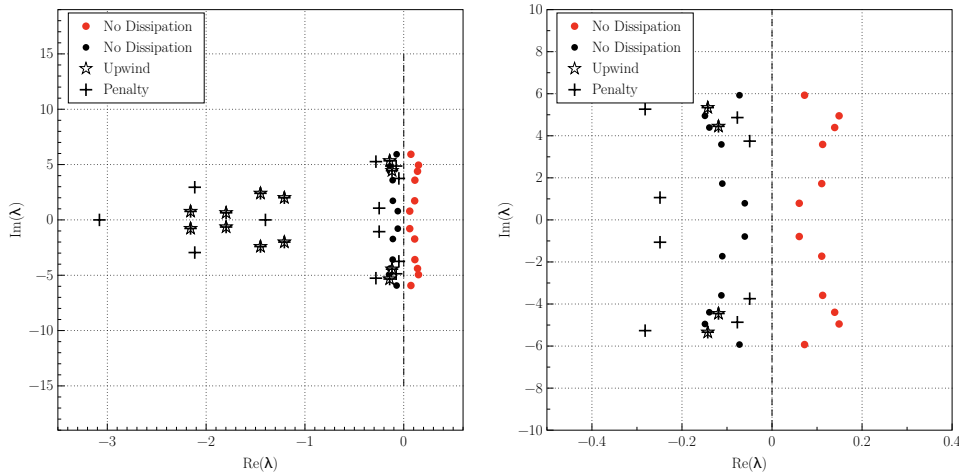 No Dissipation
No Dissipation
Upwind
Penalty
15
10
5
0
−5
−10
−15
−3
−2
−1
0
Re(λ)
Im(λ)
No Dissipation
No Dissipation
Upwind
Penalty
10
8
6
4
2
0
−2
−4
−6
−8
−10
−0.4
−0.2
0
0.2
0.4
Re(λ)
Im(λ)